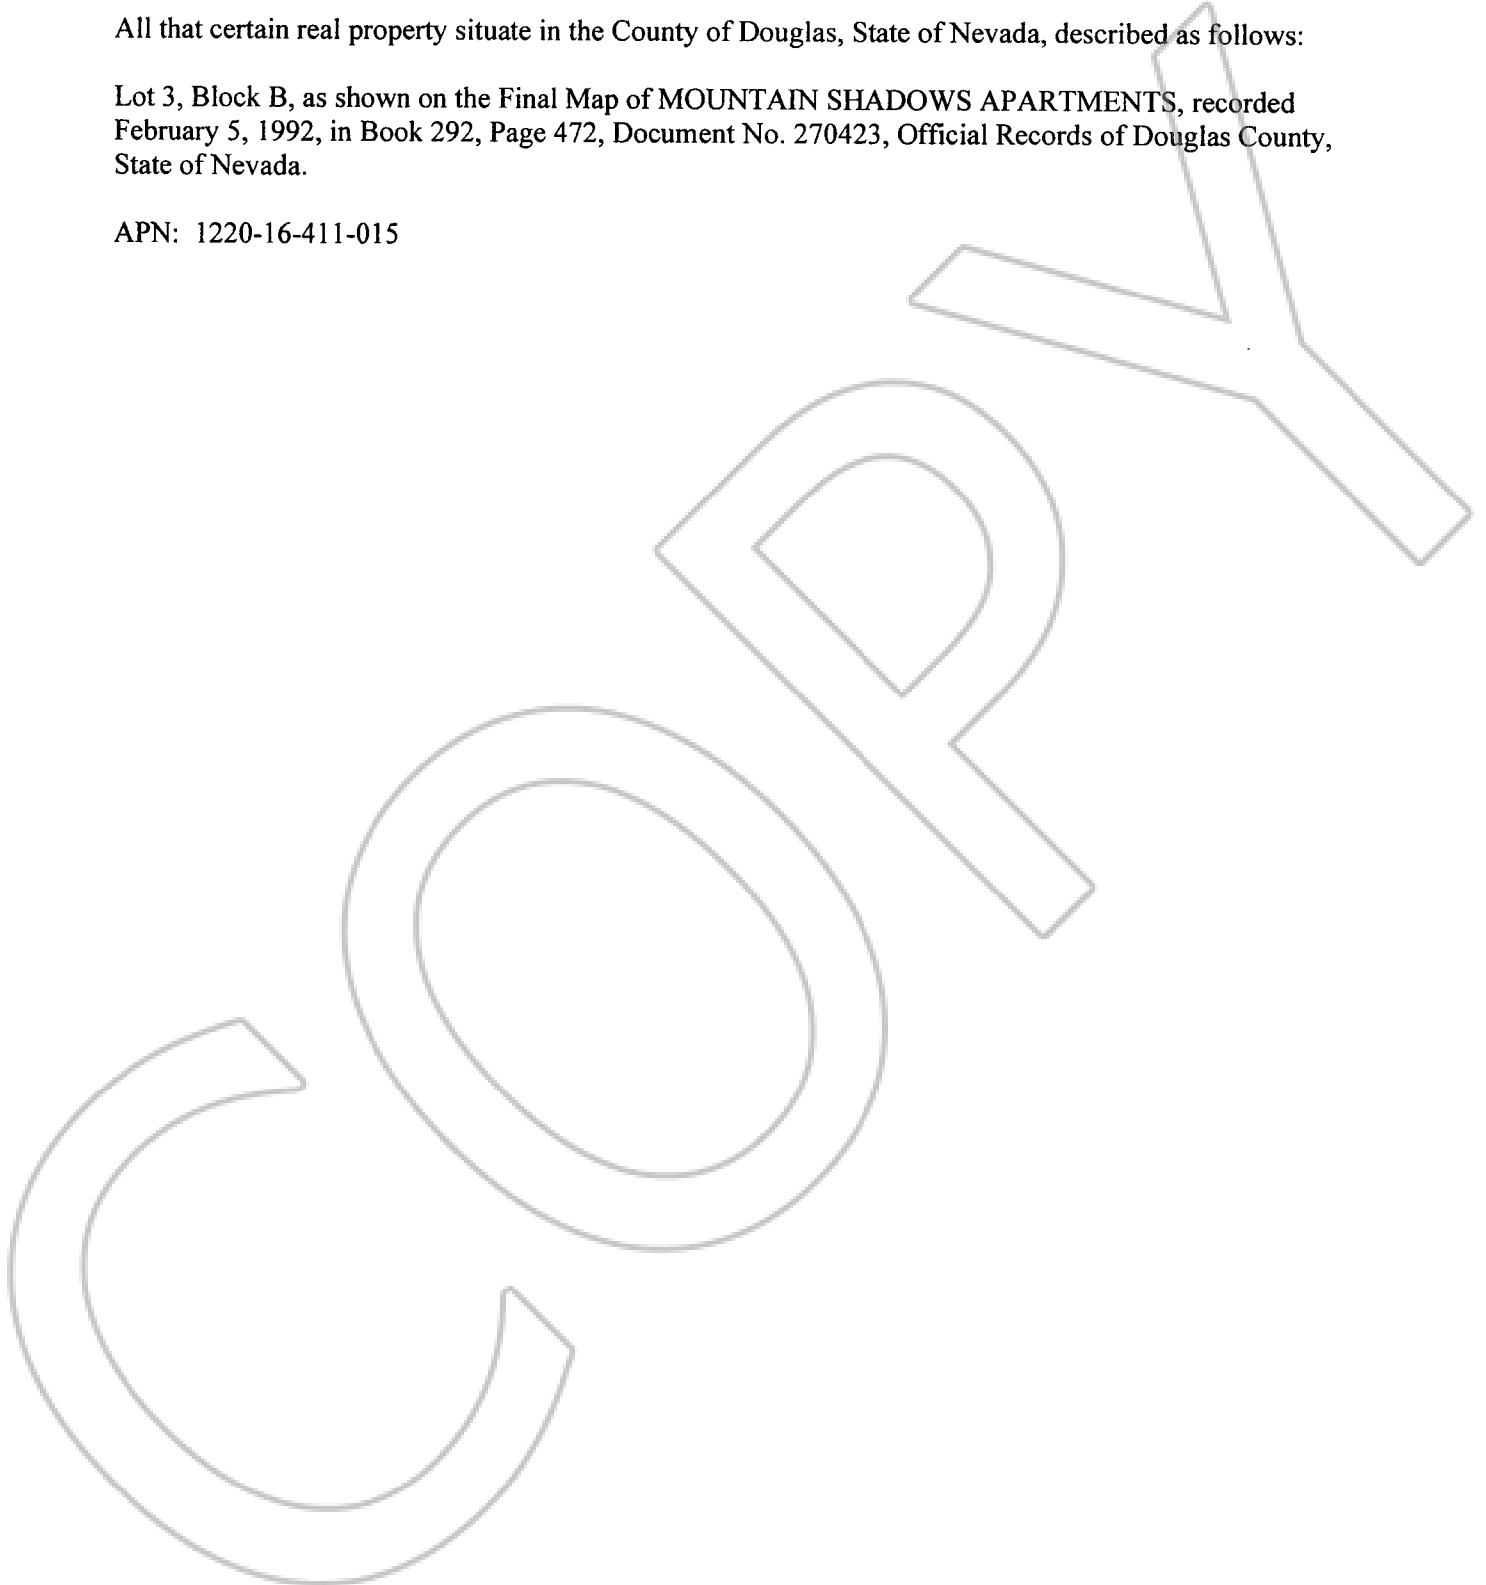 All that certain real property situate in the County of Douglas, State of Nevada, described as follows:
Lot 3, Block B, as shown on the Final Map of MOUNTAIN SHADOWS APARTMENTS, recorded
February 5, 1992, in Book 292, Page 472, Document No. 270423, Official Records of Douglas County,
State of Nevada.
APN: 1220-16-411-015
COPY